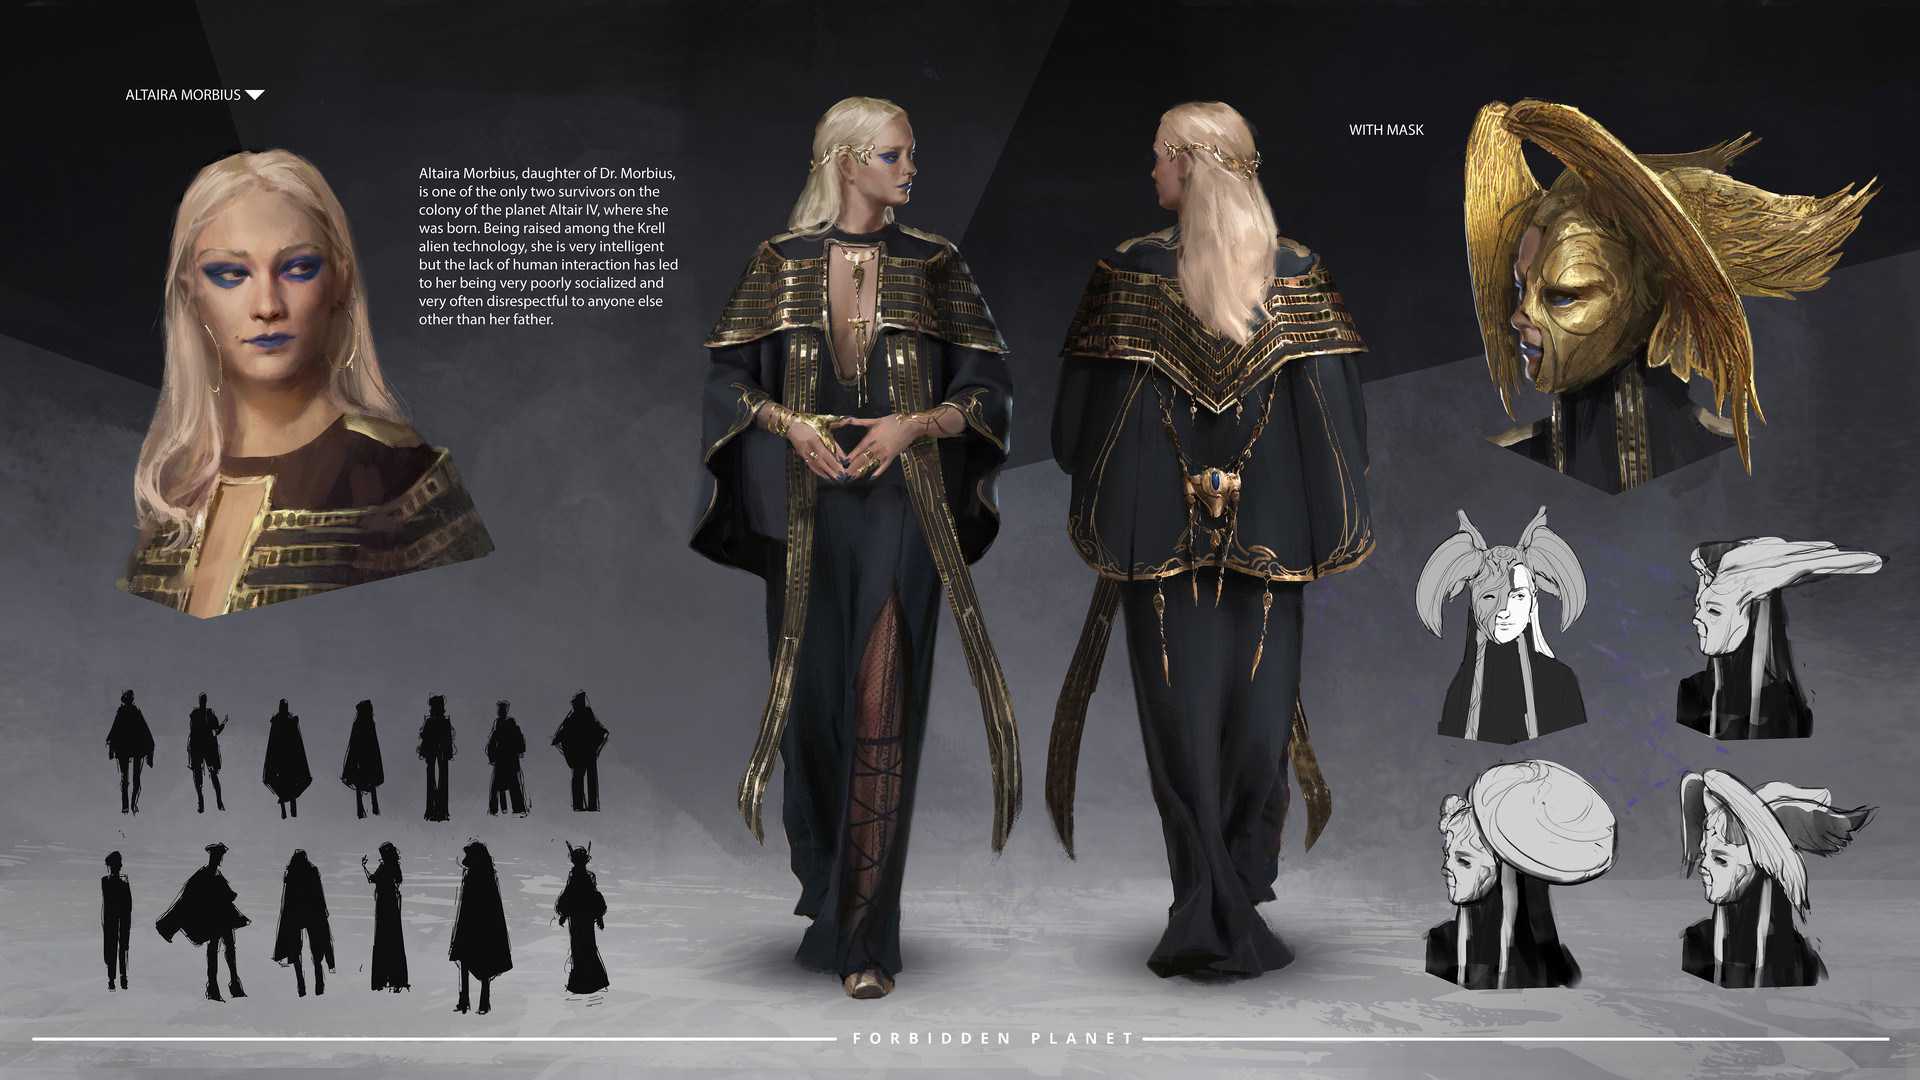 ALTAIRA MORBIUS
Altaira Morbius, daughter of Dr. Morbius,
is one of the only two survivors on the
colony of the planet Altair IV, where she
was born. Being raised among the Krell
alien technology, she is very intelligent
but the lack of human interaction has led
to her being very poorly socialized and
very often disrespectful to anyone else
other than her father.
WITH MASK
FORBIDDEN PLANET